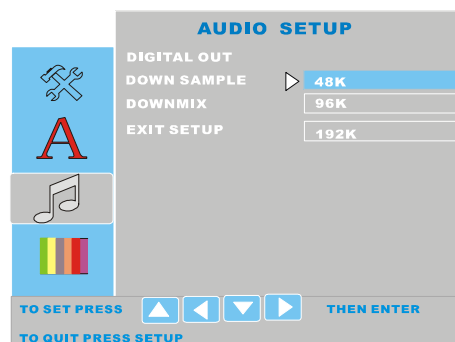 AUDIO SETUP
DIGITAL OUT
DOWN SAMPLE 48K
DOWNMIX 96K
EXIT SETUP 192K
A
TO SET PRESS THEN ENTER
TO QUIT PRESS SETUP